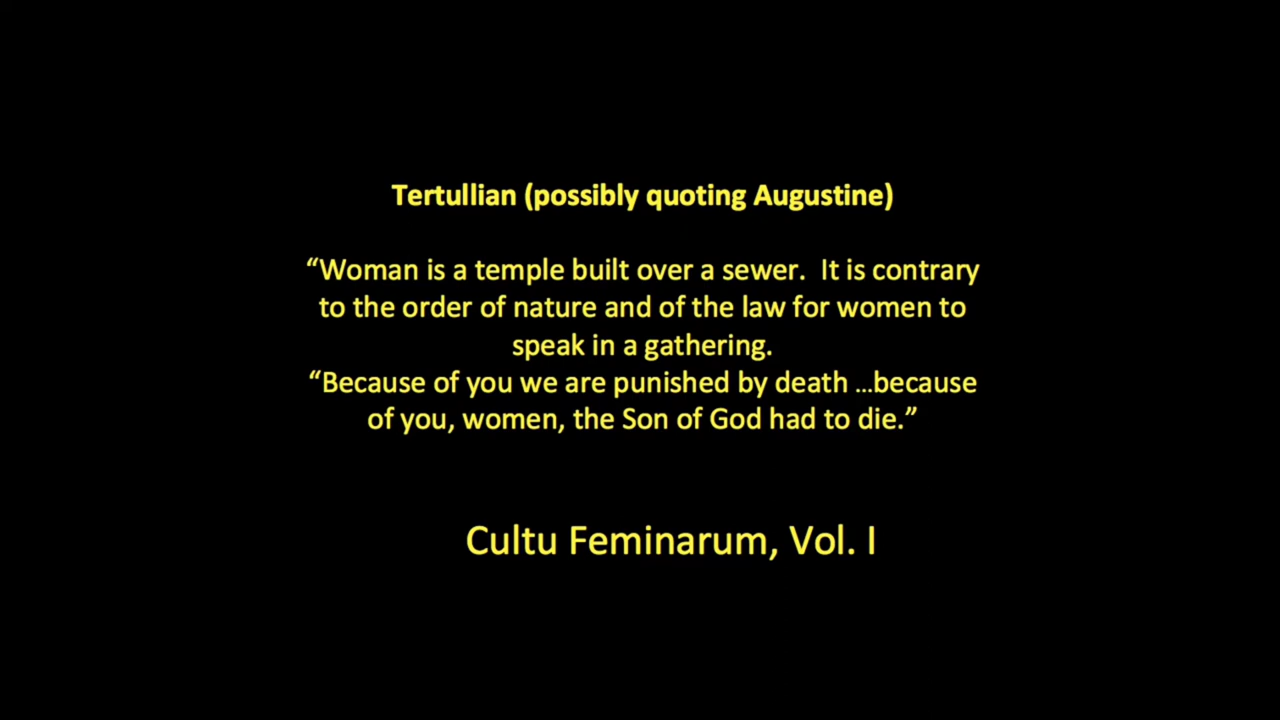 Tertullian (possibly quoting Augustine)
“Woman is a temple built over a sewer.  It is contrary
to the order of nature and of the law for women to
speak in a gathering.
“Because of you we are punished by death …because
of you, women, the Son of God had to die.”
Cultu Feminarum, Vol. I